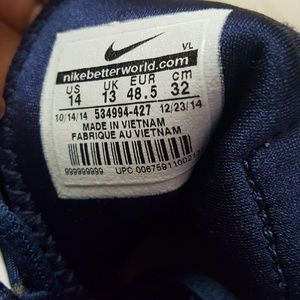 VL
nikebetterworld.com
US UK EUR cm
14 13 48.5 32
10/14/14 534994-427 12/23/14
MADE IN VIETNAM
FABRIQUE AU VIETNAM
999999999 UPC